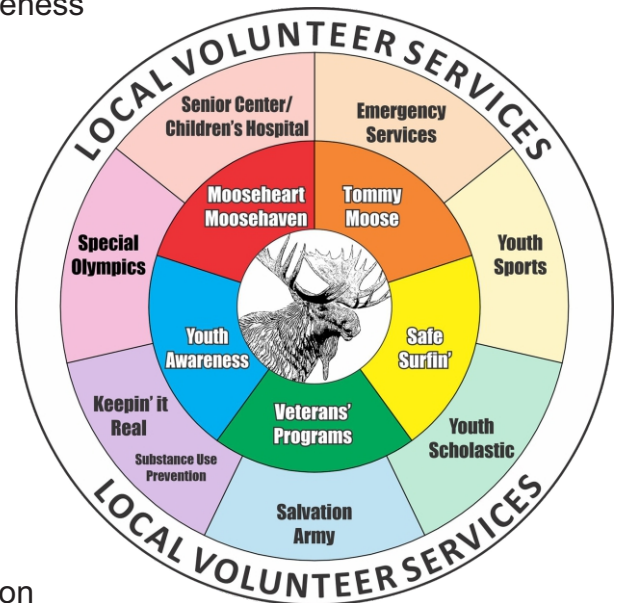 eness
LOCAL VOLUNTEER SERVICES
Senior Center/
Children's Hospital
Emergency
Services
Mooseheart
Moosehaven
Tommy
Moose
Special
Olympics
Youth
Sports
Youth
Awareness
Safe
Surfin'
Keepin' it
Real
Substance Use
Prevention
Veterans'
Programs
Youth
Scholastic
Salvation
Army
LOCAL VOLUNTEER SERVICES
on